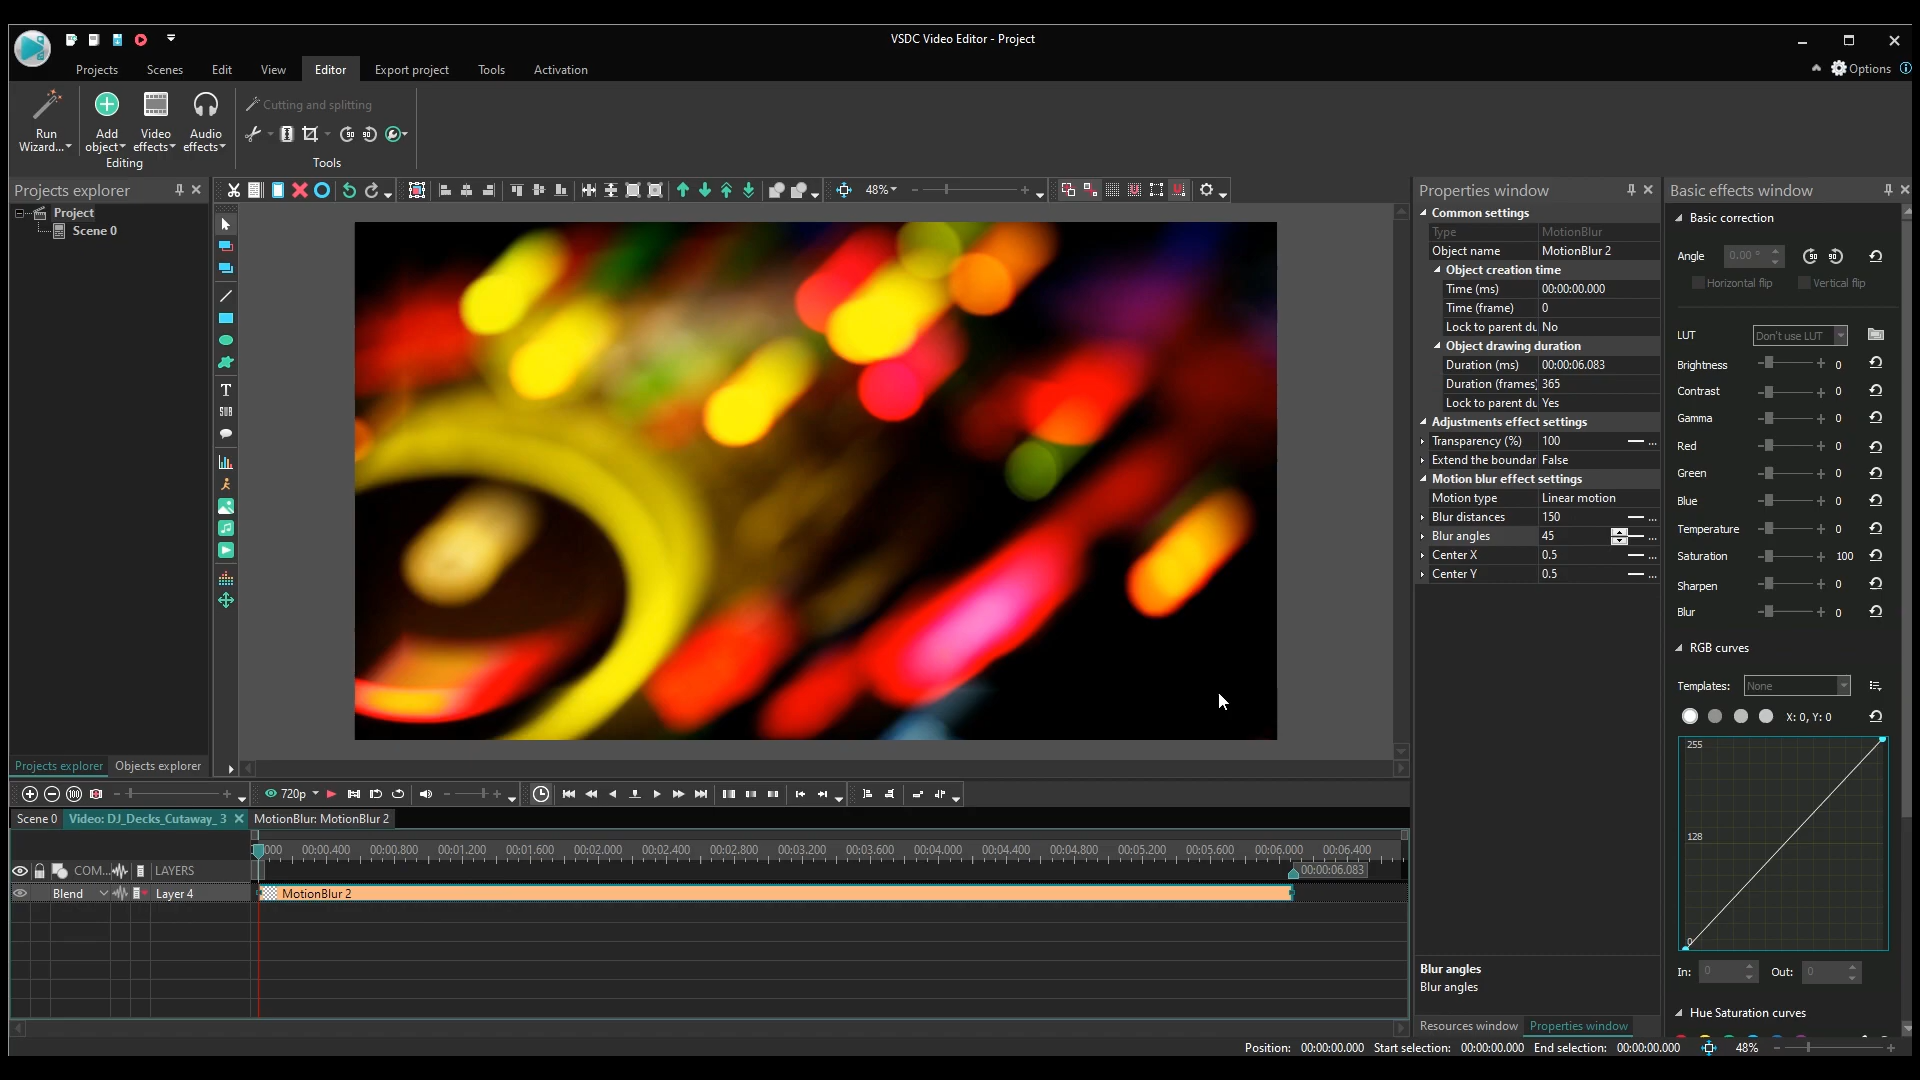 VSDC Video Editor - Project
Projects Scenes Edit View Editor Export project Tools Activation
Options
Run Wizard... Add object Video effects Audio effects
Cutting and splitting
Editing Tools
Projects explorer
48%
Properties window
Basic effects window
Project
Scene 0
Common settings
Type MotionBlur
Object name MotionBlur 2
Object creation time
Time (ms) 00:00:00.000
Time (frame) 0
Lock to parent du No
Object drawing duration
Duration (ms) 00:00:06.083
Duration (frames) 365
Lock to parent du Yes
Adjustments effect settings
Transparency (%) 100 ...
Extend the boundar False
Motion blur effect settings
Motion type Linear motion
Blur distances 150 ...
Blur angles 45 ...
Center X 0.5 ...
Center Y 0.5 ...
Blur angles
Blur angles
Resources window Properties window
Basic correction
Angle 0.00 °
Horizontal flip Vertical flip
LUT Don't use LUT
Brightness 0
Contrast 0
Gamma 0
Red 0
Green 0
Blue 0
Temperature 0
Saturation 100
Sharpen 0
Blur 0
RGB curves
Templates: None
X: 0, Y: 0
255
128
0
In: 0 Out: 0
Hue Saturation curves
Projects explorer Objects explorer
720p
Scene 0 Video: DJ_Decks_Cutaway_ 3 MotionBlur: MotionBlur 2
000 00:00.400 00:00.800 00:01.200 00:01.600 00:02.000 00:02.400 00:02.800 00:03.200 00:03.600 00:04.000 00:04.400 00:04.800 00:05.200 00:05.600 00:06.000 00:06.400
COM... LAYERS
00:00:06.083
Blend Layer 4 MotionBlur 2
Position: 00:00:00.000 Start selection: 00:00:00.000 End selection: 00:00:00.000 48%